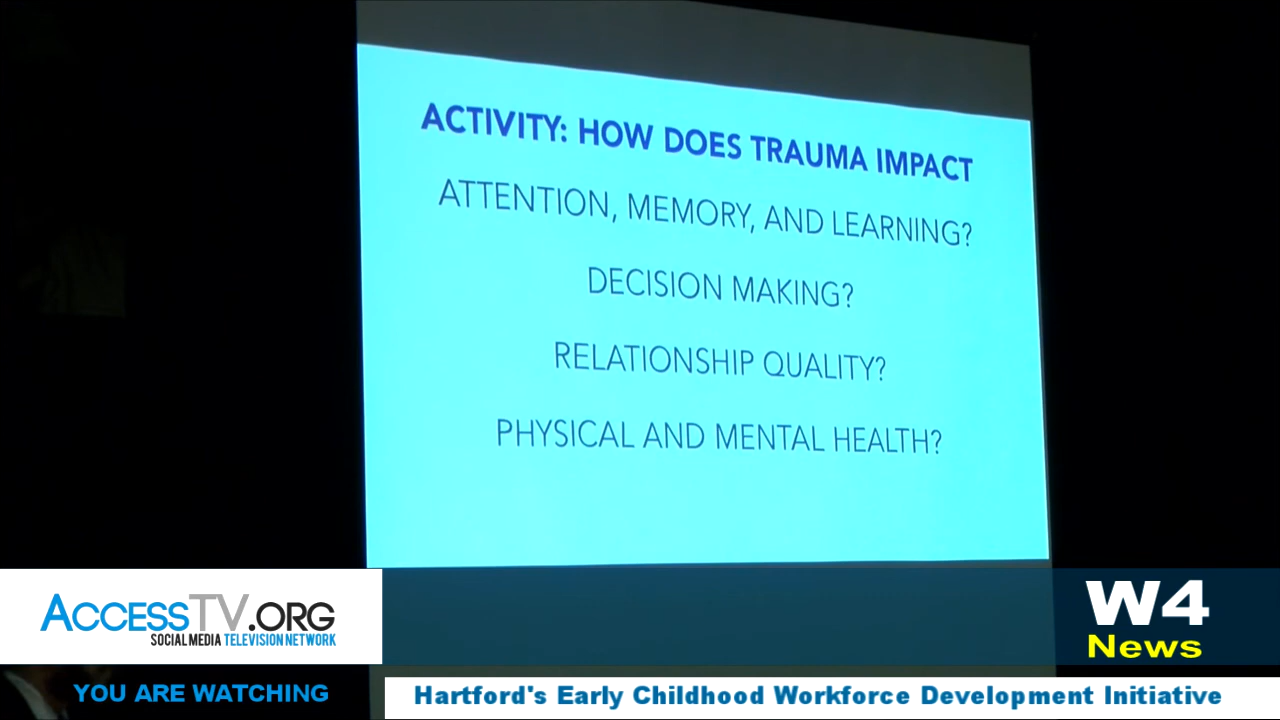 ACTIVITY: HOW DOES TRAUMA IMPACT
ATTENTION, MEMORY, AND LEARNING?
DECISION MAKING?
RELATIONSHIP QUALITY?
PHYSICAL AND MENTAL HEALTH?
ACCESSTV.ORG
SOCIAL MEDIA TELEVISION NETWORK
W4
News
YOU ARE WATCHING
Hartford's Early Childhood Workforce Development Initiative